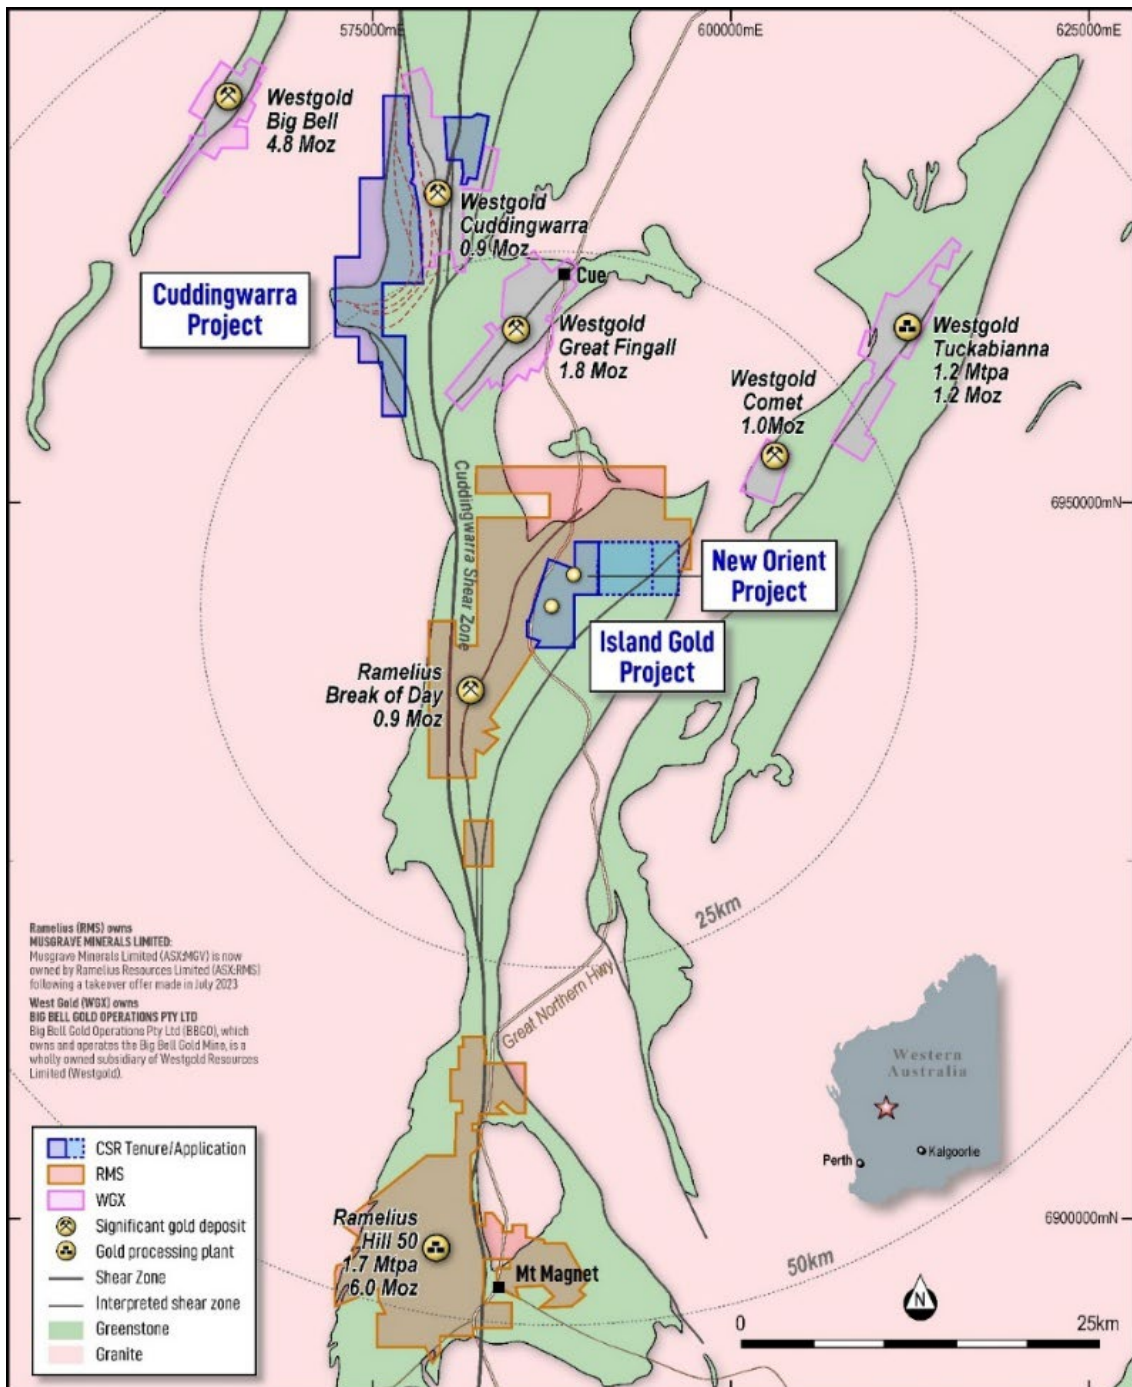 575000mE
600000mE
625000mE
Westgold
Big Bell
4.8 Moz
Westgold
Cuddingwarra
0.9 Moz
Cuddingwarra
Project
Cue
Westgold
Great Fingall
1.8 Moz
Westgold
Tuckabianna
1.2 Mtpa
1.2 Moz
Westgold
Comet
1.0Moz
Cuddingwarra Shear Zone
6950000mN
New Orient
Project
Island Gold
Project
Ramelius
Break of Day
0.9 Moz
25km
Great Northern Hwy
Ramelius (RMS) owns
MUSGRAVE MINERALS LIMITED:
Musgrave Minerals Limited (ASX:MGV) is now
owned by Ramelius Resources Limited (ASX:RMS)
following a takeover offer made in July 2023
West Gold (WGX) owns
BIG BELL GOLD OPERATIONS PTY LTD
Big Bell Gold Operations Pty Ltd (BBGO), which
owns and operates the Big Bell Gold Mine, is a
wholly owned subsidiary of Westgold Resources
Limited (Westgold).
Western
Australia
Perth
Kalgoorlie
CSR Tenure/Application
RMS
WGX
Significant gold deposit
Gold processing plant
Shear Zone
Interpreted shear zone
Greenstone
Granite
Ramelius
Hill 50
1.7 Mtpa
6.0 Moz
Mt Magnet
6900000mN
50km
N
0
25km